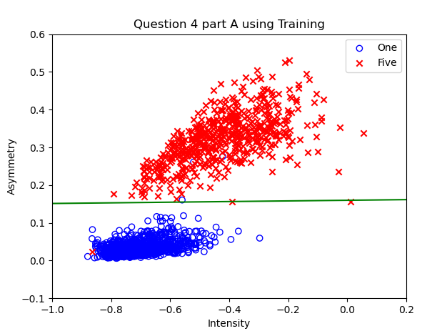 Question 4 part A using Training
One
Five
0.6
0.5
0.4
0.3
0.2
0.1
0.0
−0.1
Asymmetry
−1.0 −0.8 −0.6 −0.4 −0.2 0.0 0.2
Intensity